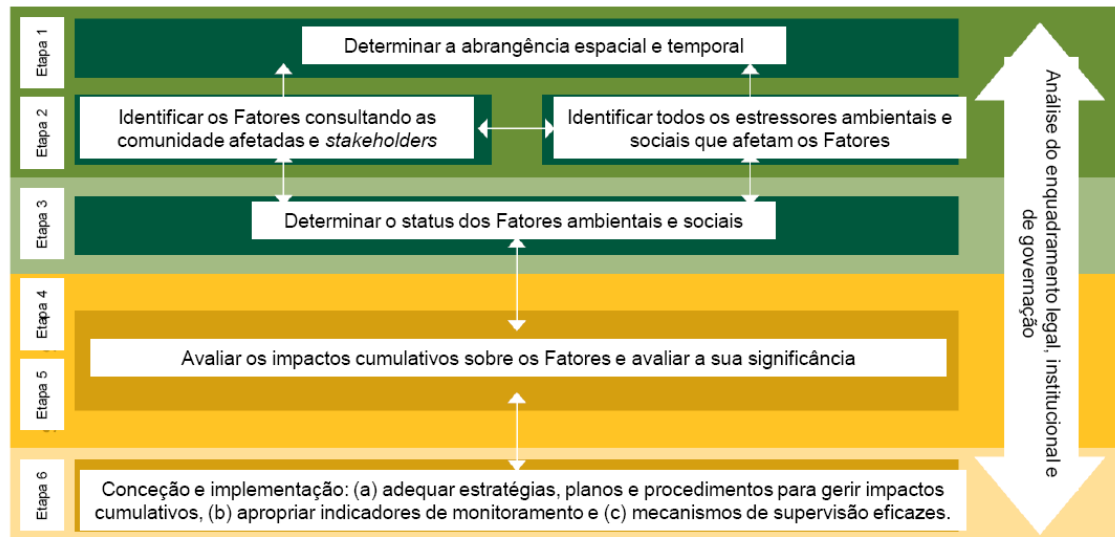 Etapa 1
Determinar a abrangência espacial e temporal
Etapa 2
Identificar os Fatores consultando as
comunidade afetadas e stakeholders
Identificar todos os estressores ambientais e
sociais que afetam os Fatores
Etapa 3
Determinar o status dos Fatores ambientais e sociais
Etapa 4
Etapa 5
Avaliar os impactos cumulativos sobre os Fatores e avaliar a sua significância
Etapa 6
Conceção e implementação: (a) adequar estratégias, planos e procedimentos para gerir impactos
cumulativos, (b) apropriar indicadores de monitoramento e (c) mecanismos de supervisão eficazes.
Análise do enquadramento legal, institucional e
de governação